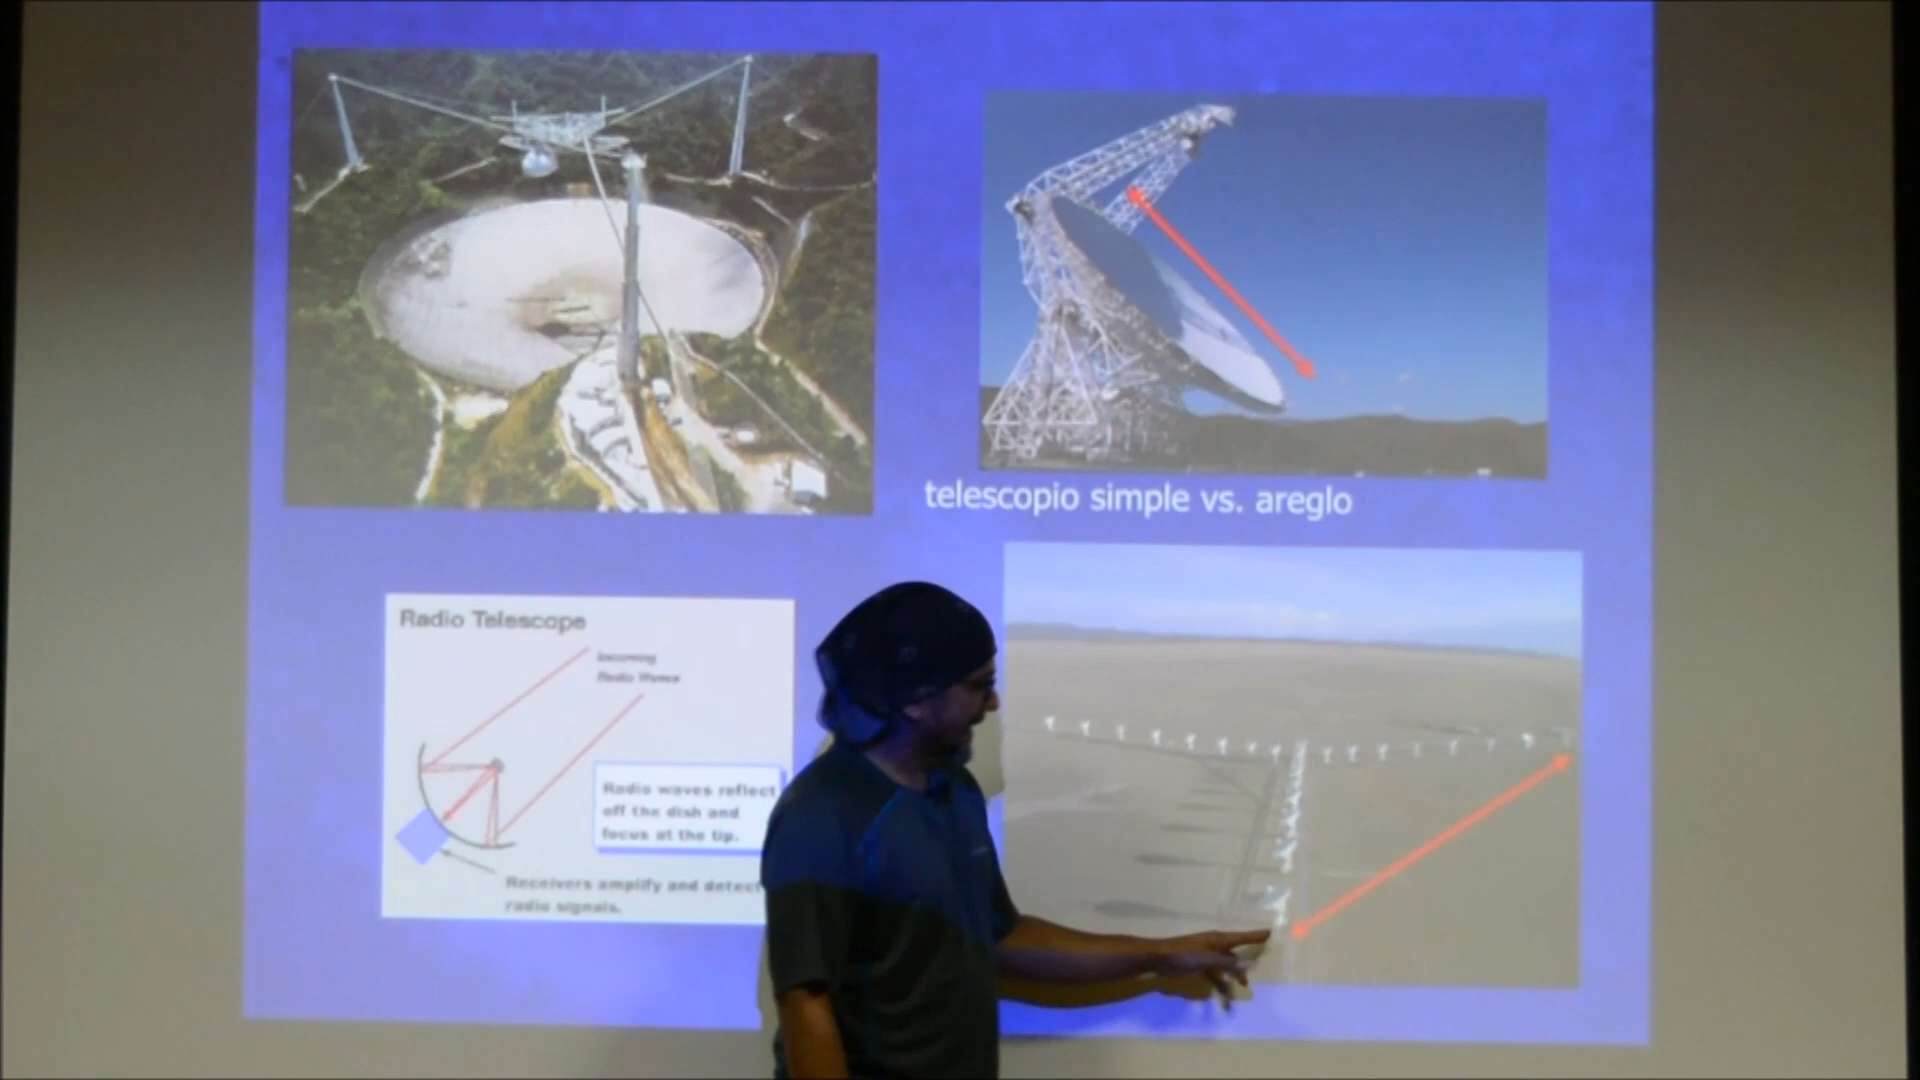 telescopio simple vs. areglo
Radio Telescope
Incoming
Radio Waves
Radio waves reflect
off the dish and
focus at the tip.
Receivers amplify and detect
radio signals.